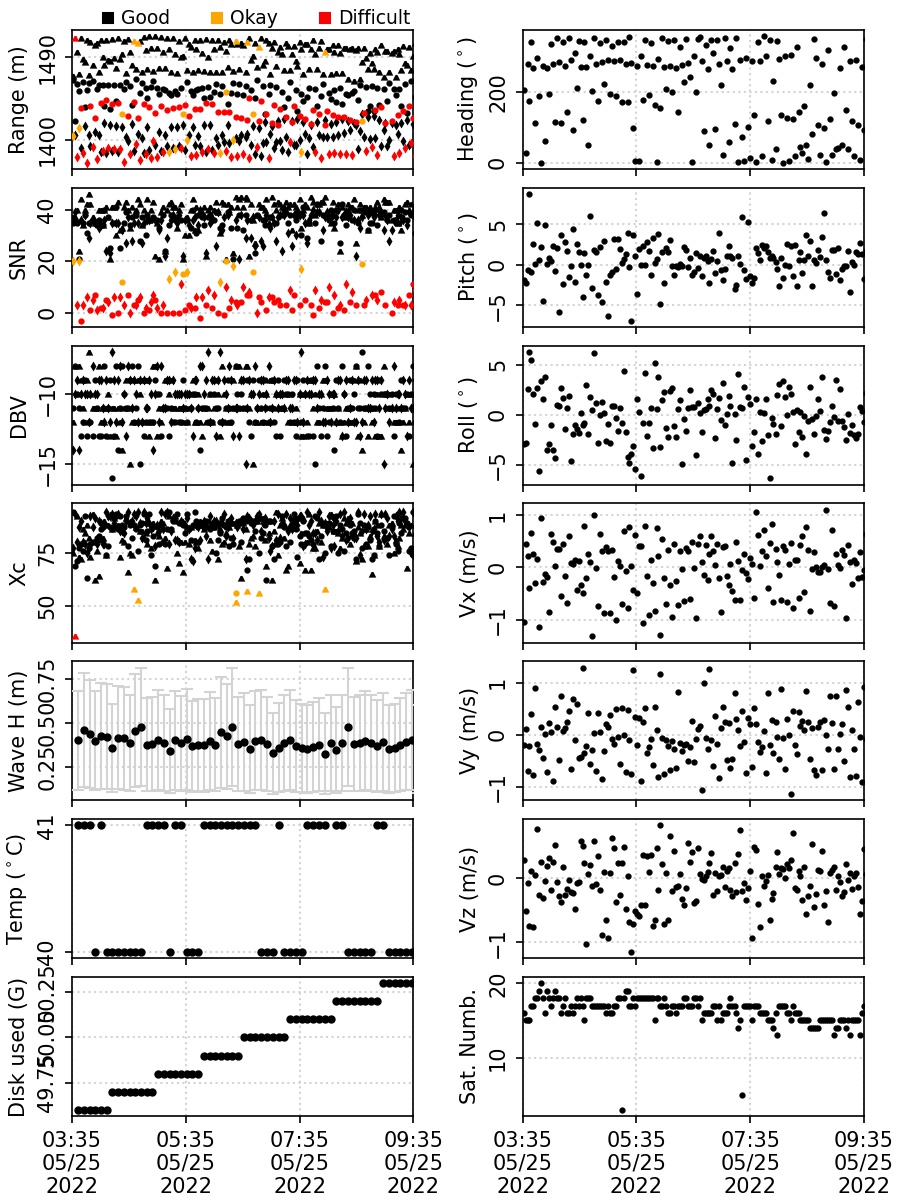 Good Okay Difficult
Range (m)
1490
1400
Heading (°)
200
0
SNR
40
20
0
Pitch (°)
5
0
−5
DBV
−10
−15
Roll (°)
5
0
−5
Xc
75
50
Vx (m/s)
1
0
−1
Wave H (m)
0.75
0.50
0.25
Vy (m/s)
1
0
−1
Temp (°C)
41
40
Vz (m/s)
0
−1
Disk used (G)
50.25
50.00
49.75
Sat. Numb.
20
10
03:35 05:35 07:35 09:35
05/25 05/25 05/25 05/25
2022 2022 2022 2022
03:35 05:35 07:35 09:35
05/25 05/25 05/25 05/25
2022 2022 2022 2022